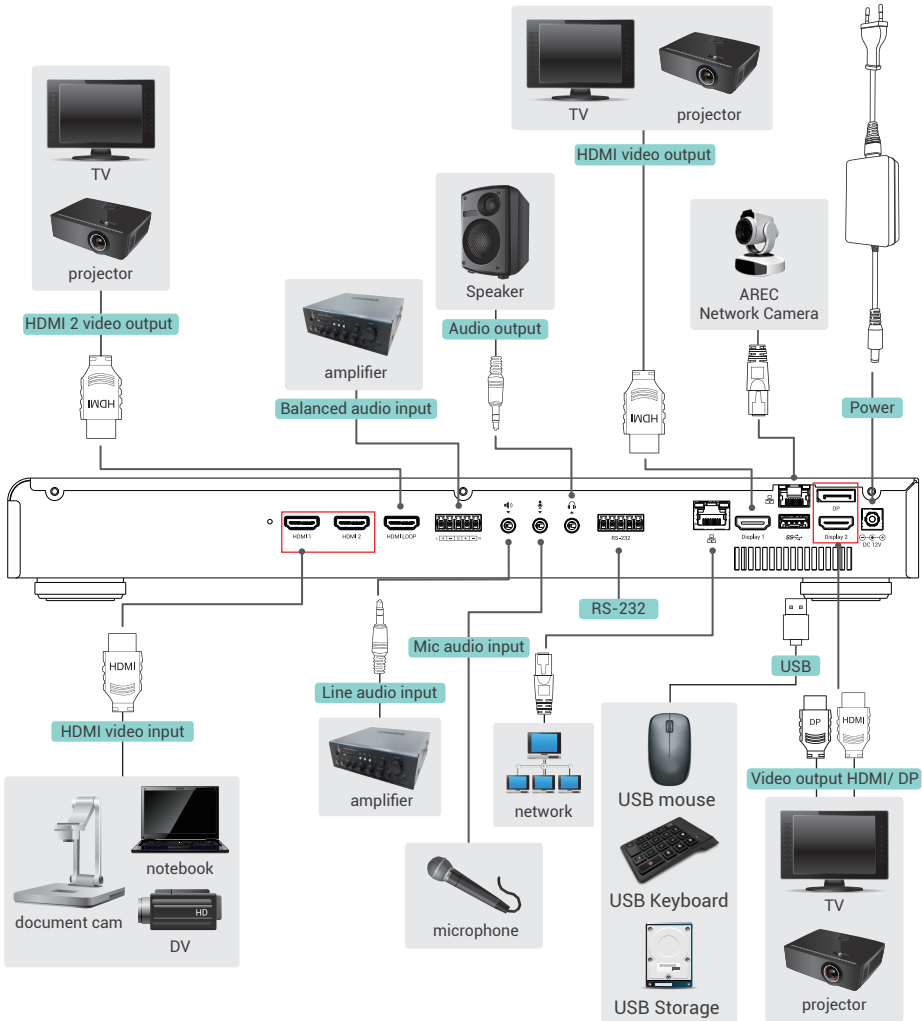 TV
projector
HDMI 2 video output
HDMI
amplifier
Balanced audio input
Speaker
Audio output
TV
projector
HDMI video output
HDMI
AREC
Network Camera
Power
HDMI 1
HDMI 2
HDMI LOOP
L
R
RS-232
Display 1
SS
DP
Display 2
DC 12V
HDMI
HDMI video input
document cam
notebook
HD
DV
Line audio input
amplifier
Mic audio input
microphone
RS-232
network
USB
USB mouse
USB Keyboard
USB Storage
DP
HDMI
Video output HDMI/ DP
TV
projector